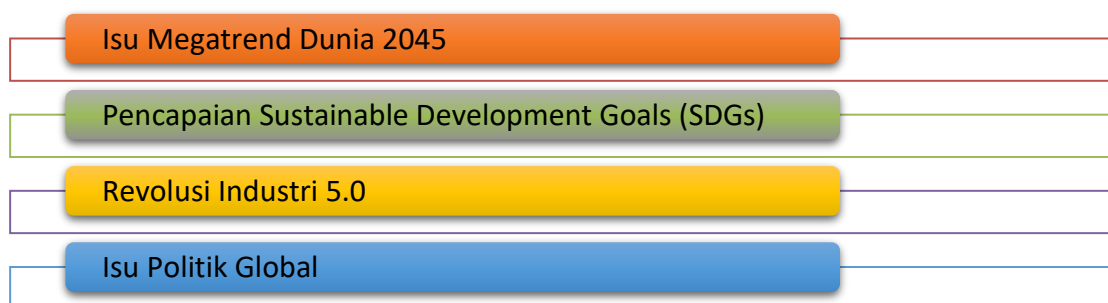 Isu Megatrend Dunia 2045
Pencapaian Sustainable Development Goals (SDGs)
Revolusi Industri 5.0
Isu Politik Global